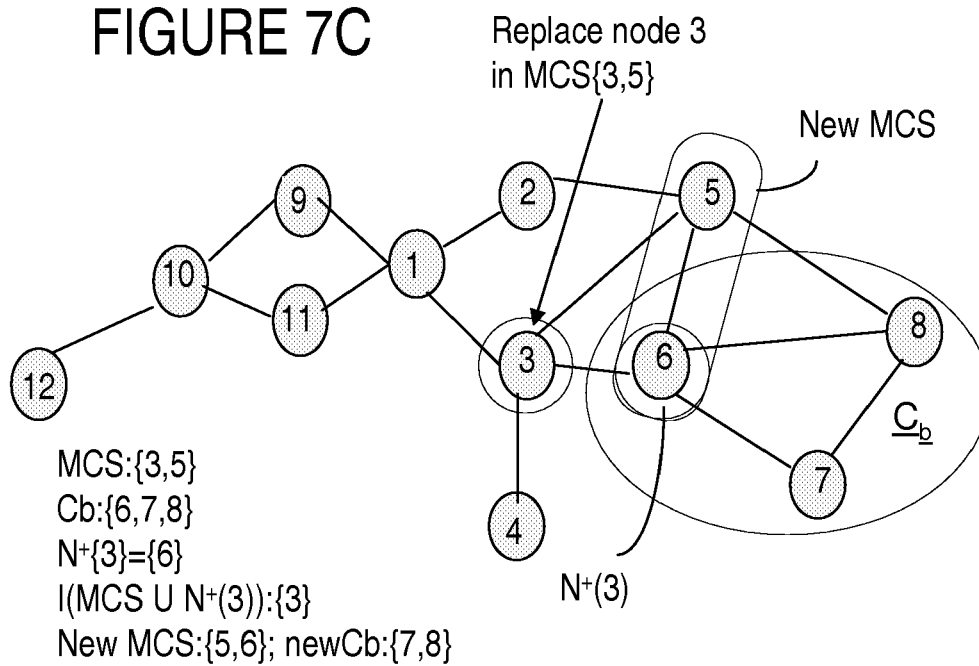 FIGURE 7C
Replace node 3
in MCS{3,5}
New MCS
9
2
5
10
1
11
8
12
3
6
C_b
7
4
MCS:{3,5}
Cb:{6,7,8}
N⁺{3}={6}
I(MCS U N⁺(3)):{3}
New MCS:{5,6}; newCb:{7,8}
N⁺(3)